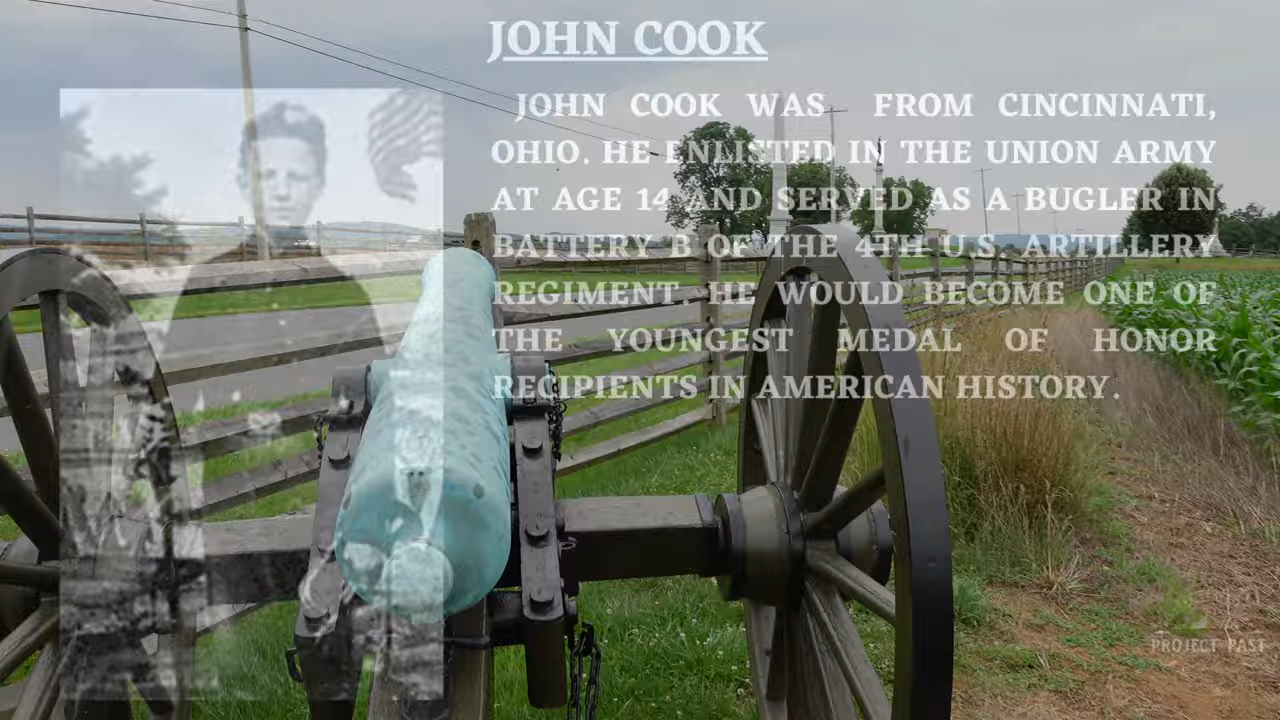 JOHN COOK
JOHN COOK WAS FROM CINCINNATI,
OHIO. HE ENLISTED IN THE UNION ARMY
AT AGE 14 AND SERVED AS A BUGLER IN
BATTERY B OF THE 4TH U.S. ARTILLERY
REGIMENT. HE WOULD BECOME ONE OF
THE YOUNGEST MEDAL OF HONOR
RECIPIENTS IN AMERICAN HISTORY.
PROJECT PAST